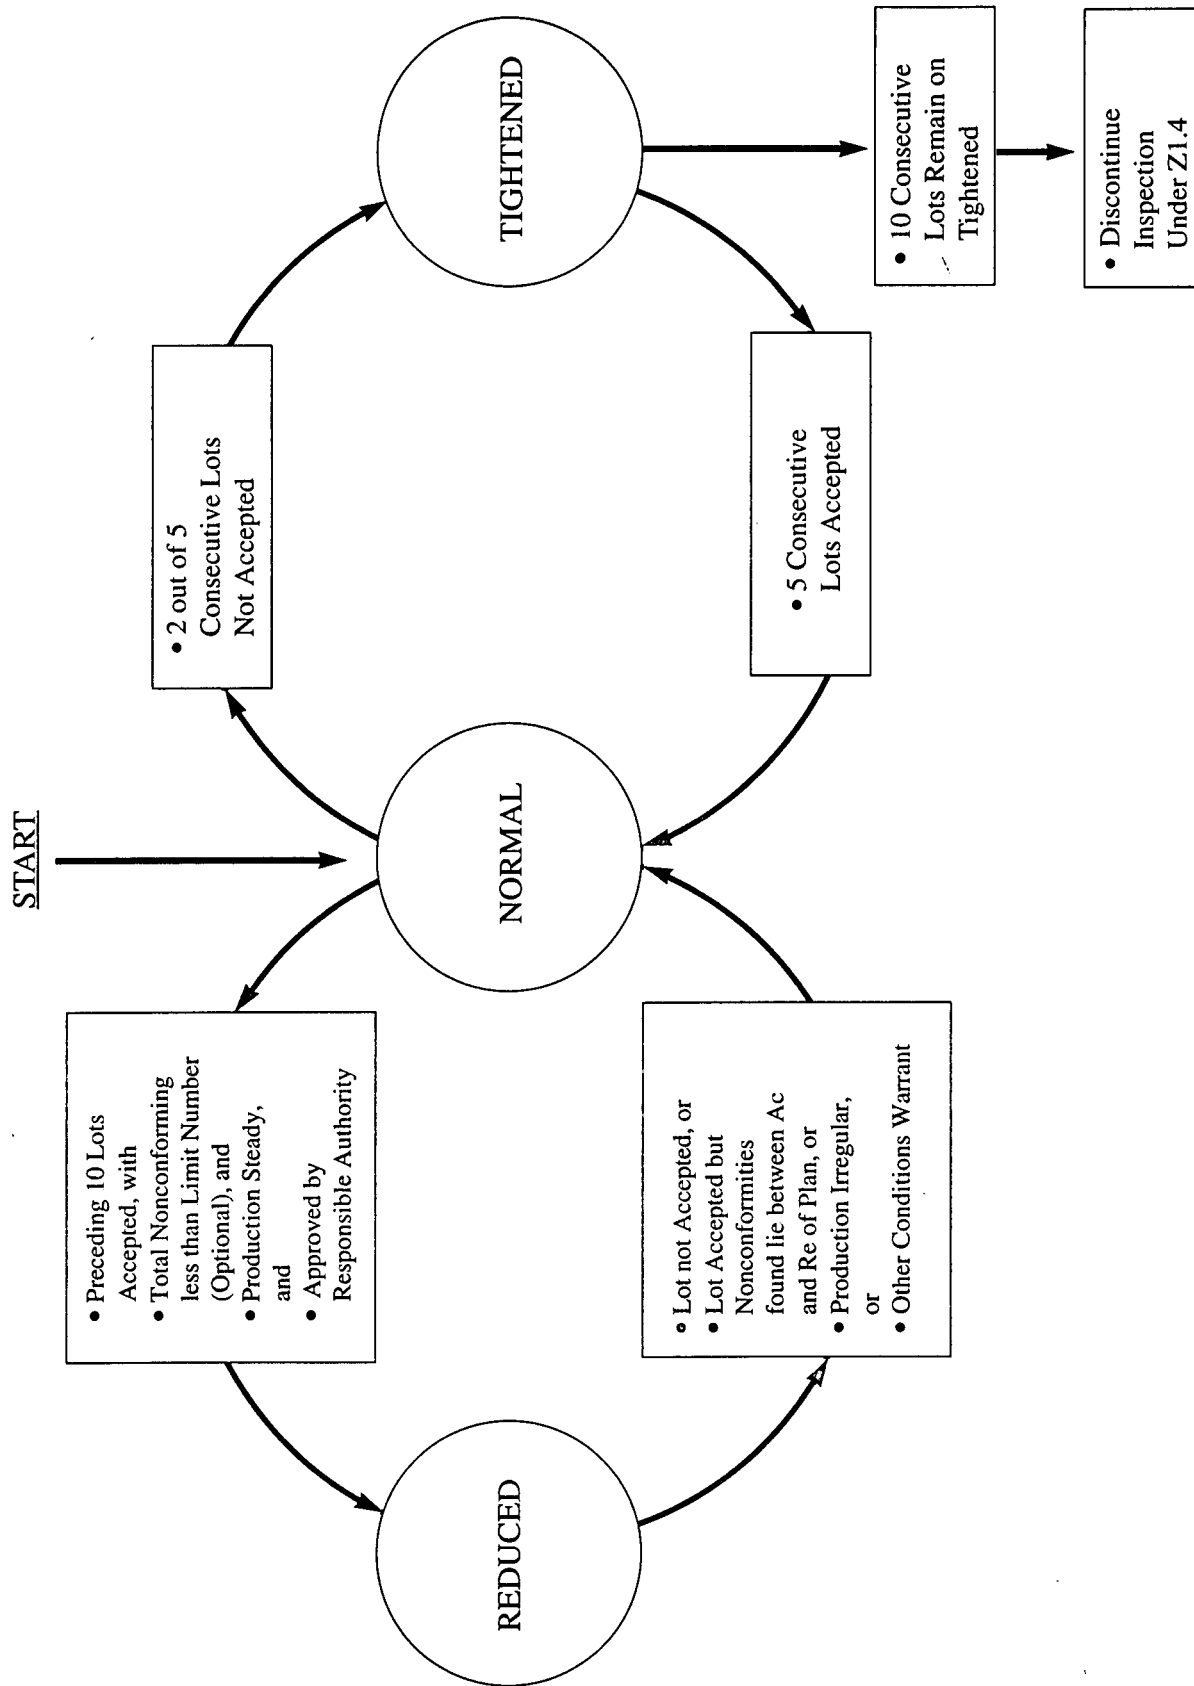 START
• Preceding 10 Lots
Accepted, with
• Total Nonconforming
less than Limit Number
(Optional), and
• Production Steady,
and
• Approved by
Responsible Authority
• 2 out of 5
Consecutive Lots
Not Accepted
REDUCED
NORMAL
TIGHTENED
• Lot not Accepted, or
• Lot Accepted but
Nonconformities
found lie between Ac
and Re of Plan, or
• Production Irregular,
or
• Other Conditions Warrant
• 5 Consecutive
Lots Accepted
• 10 Consecutive
Lots Remain on
Tightened
• Discontinue
Inspection
Under Z1.4